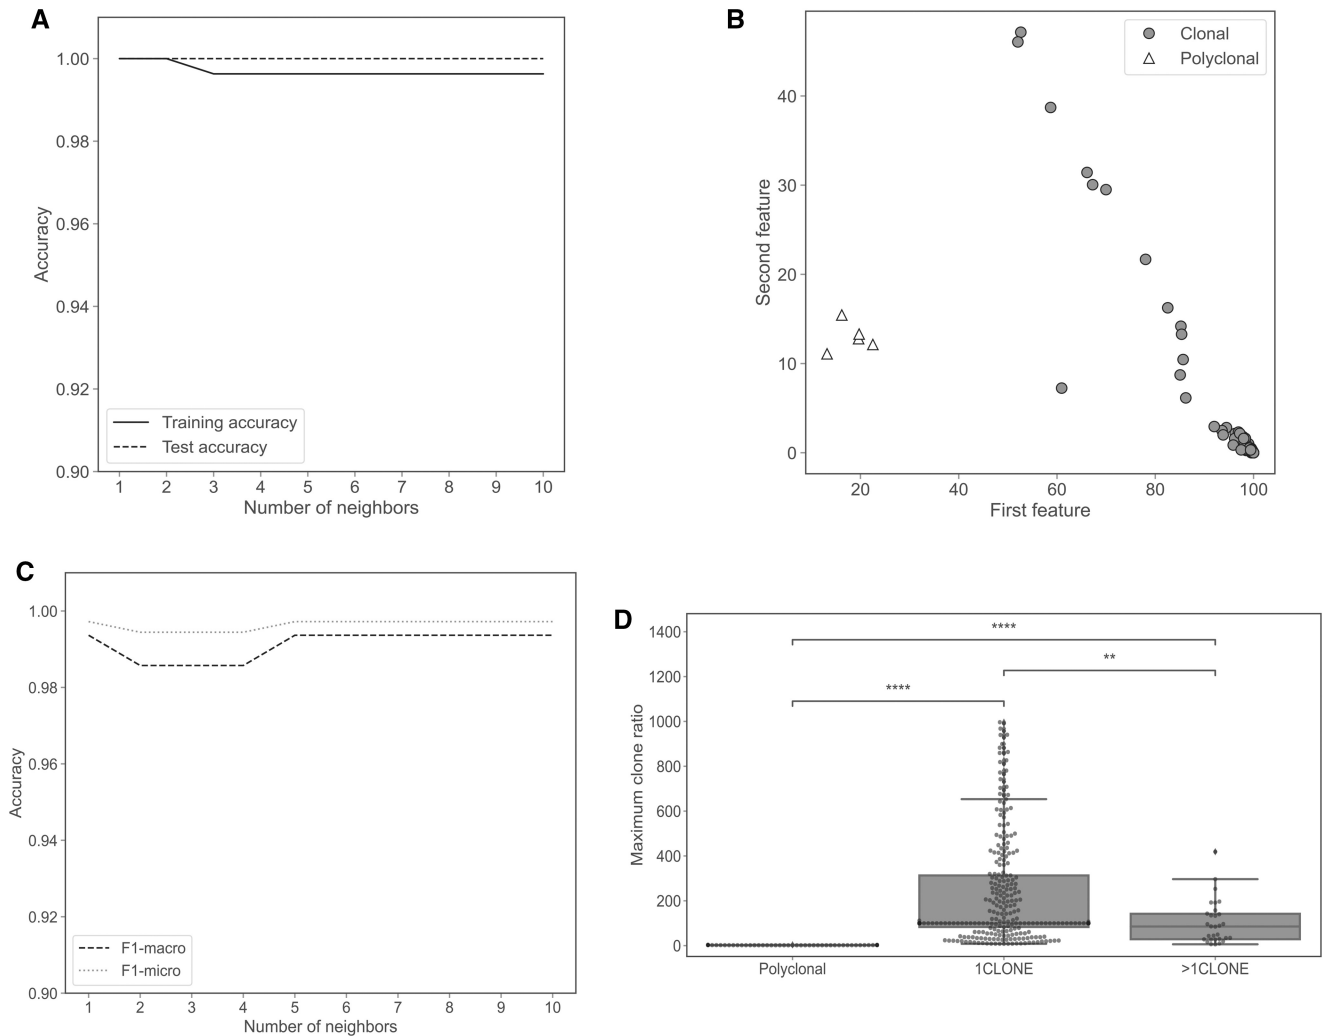 A
1.00
0.98
0.96
0.94
0.92
0.90
Accuracy
Training accuracy
Test accuracy
1 2 3 4 5 6 7 8 9 10
Number of neighbors
B
Clonal
Polyclonal
40
30
20
10
0
Second feature
20 40 60 80 100
First feature
C
1.00
0.98
0.96
0.94
0.92
0.90
Accuracy
F1-macro
F1-micro
1 2 3 4 5 6 7 8 9 10
Number of neighbors
D
1400
1200
1000
800
600
400
200
0
Maximum clone ratio
****
**
****
Polyclonal 1CLONE >1CLONE